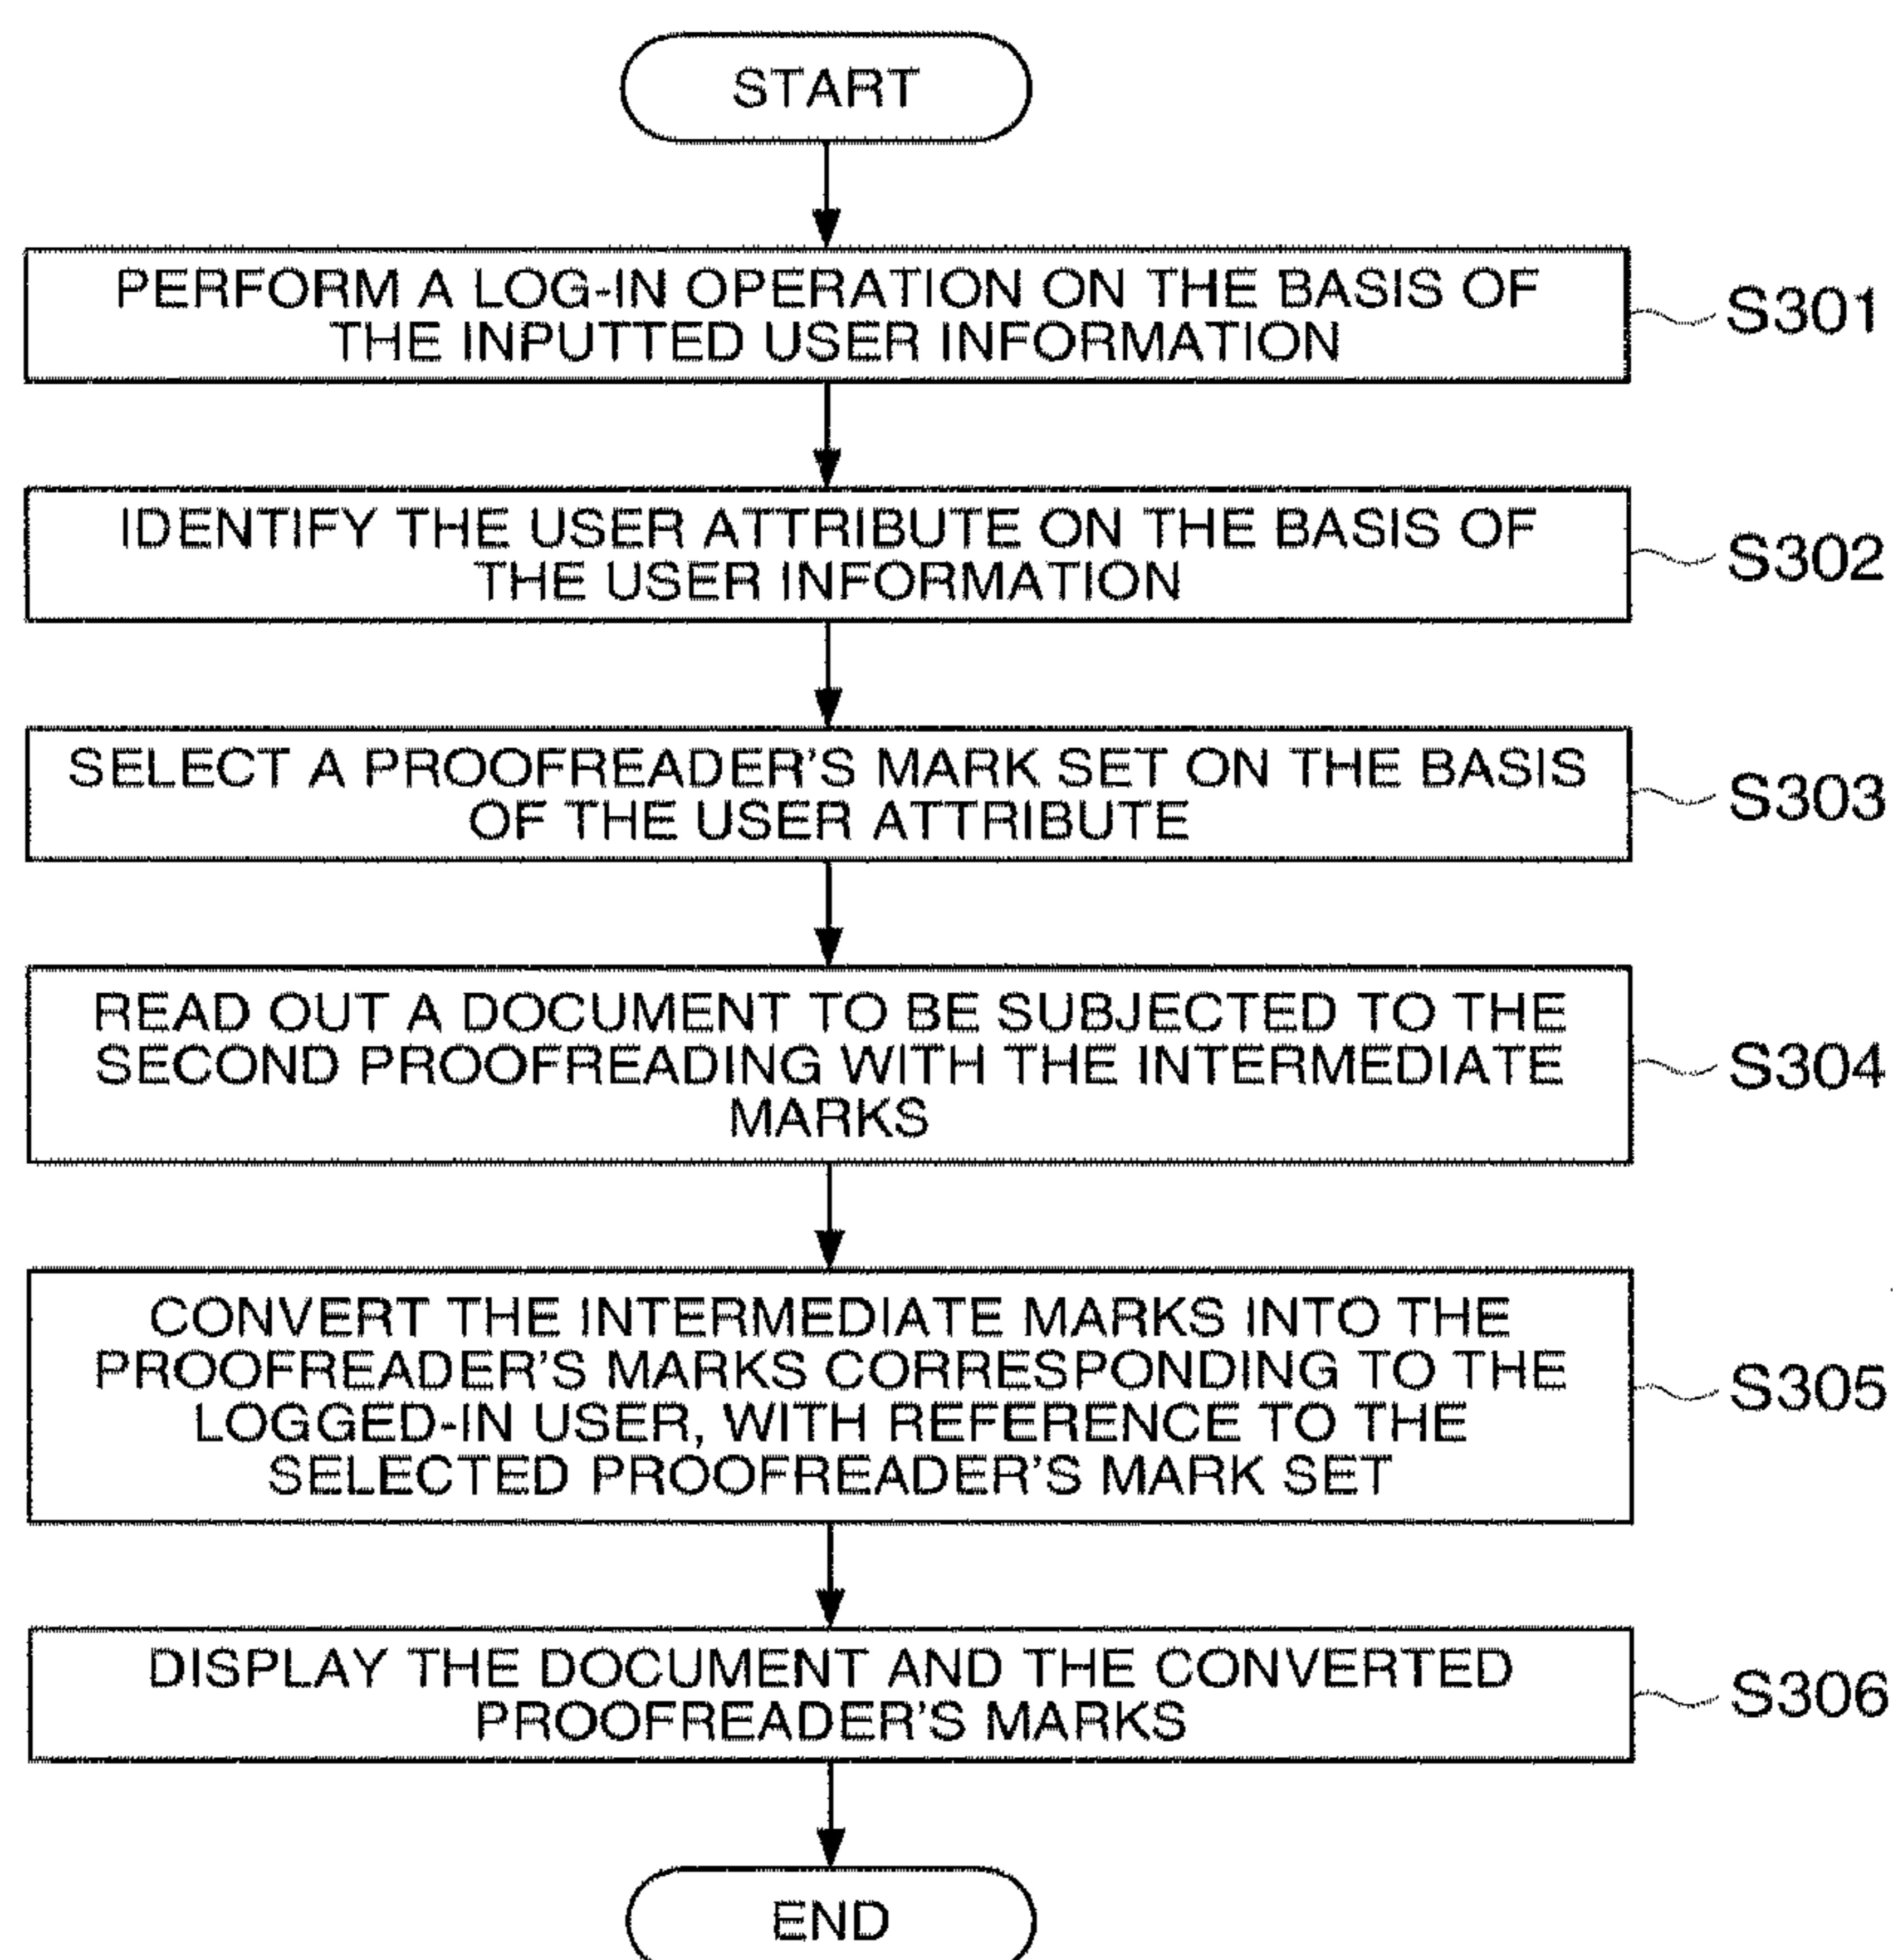 START
PERFORM A LOG-IN OPERATION ON THE BASIS OF
THE INPUTTED USER INFORMATION
S301
IDENTIFY THE USER ATTRIBUTE ON THE BASIS OF
THE USER INFORMATION
S302
SELECT A PROOFREADER'S MARK SET ON THE BASIS
OF THE USER ATTRIBUTE
S303
READ OUT A DOCUMENT TO BE SUBJECTED TO THE
SECOND PROOFREADING WITH THE INTERMEDIATE
MARKS
S304
CONVERT THE INTERMEDIATE MARKS INTO THE
PROOFREADER'S MARKS CORRESPONDING TO THE
LOGGED-IN USER, WITH REFERENCE TO THE
SELECTED PROOFREADER'S MARK SET
S305
DISPLAY THE DOCUMENT AND THE CONVERTED
PROOFREADER'S MARKS
S306
END